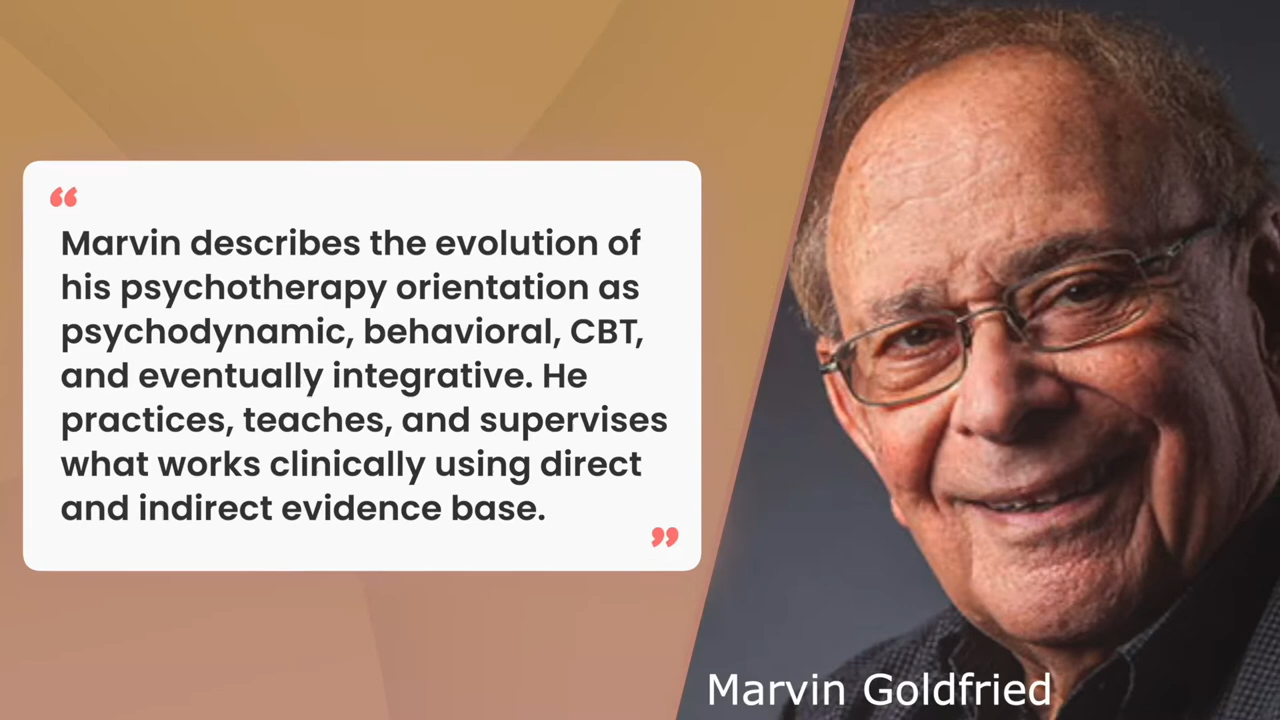 “
Marvin describes the evolution of
his psychotherapy orientation as
psychodynamic, behavioral, CBT,
and eventually integrative. He
practices, teaches, and supervises
what works clinically using direct
and indirect evidence base.
”
Marvin Goldfried